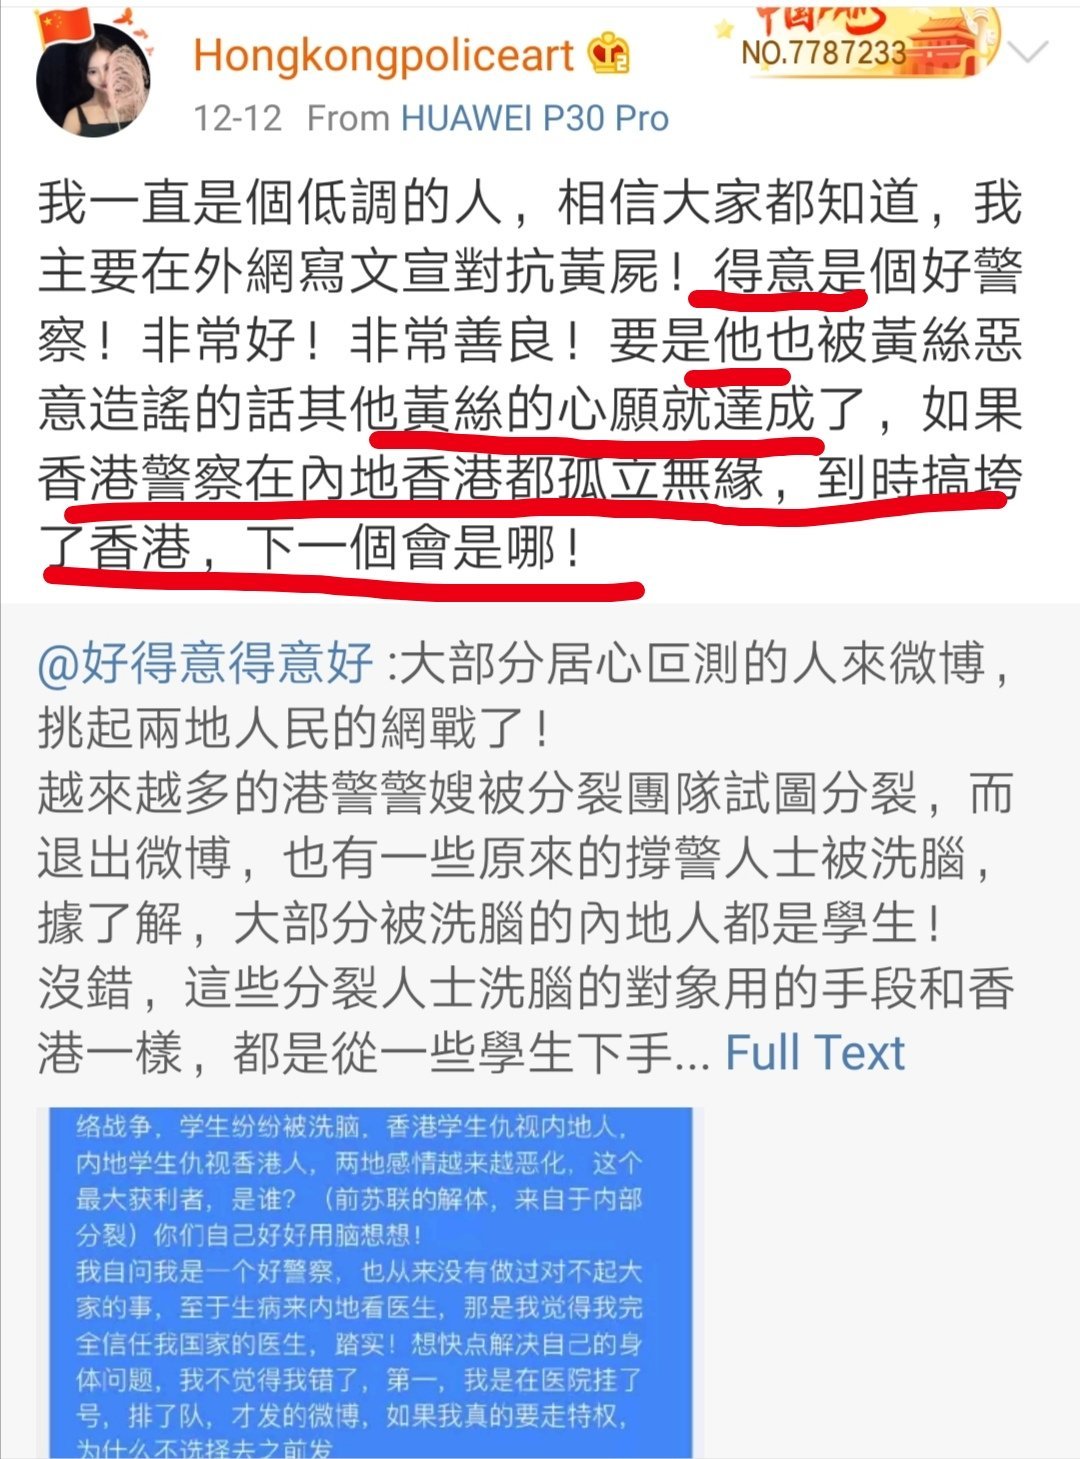 Hongkongpoliceart
NO.7787233
12-12 From HUAWEI P30 Pro
我一直是個低調的人，相信大家都知道，我
主要在外網寫文宣對抗黃屍！得意是個好警
察！非常好！非常善良！要是他也被黃絲惡
意造謠的話其他黃絲的心願就達成了，如果
香港警察在內地香港都孤立無緣，到時搞垮
了香港，下一個會是哪！
@好得意得意好:大部分居心叵測的人來微博，
挑起兩地人民的網戰了！
越來越多的港警警嫂被分裂團隊試圖分裂，而
退出微博，也有一些原來的撐警人士被洗腦，
據了解，大部分被洗腦的內地人都是學生！
沒錯，這些分裂人士洗腦的對象用的手段和香
港一樣，都是從一些學生下手... Full Text
络战争，学生纷纷被洗脑，香港学生仇视内地人，
内地学生仇视香港人，两地感情越来越恶化，这个
最大获利者，是谁？（前苏联的解体，来自于内部
分裂）你们自己好好用脑想想！
我自问我是一个好警察，也从来没有做过对不起大
家的事，至于生病来内地看医生，那是我觉得我完
全信任我国家的医生，踏实！想快点解决自己的身
体问题，我不觉得我错了，第一，我是在医院挂了
号，排了队，才发的微博，如果我真的要走特权，
为什么不选择去之前发